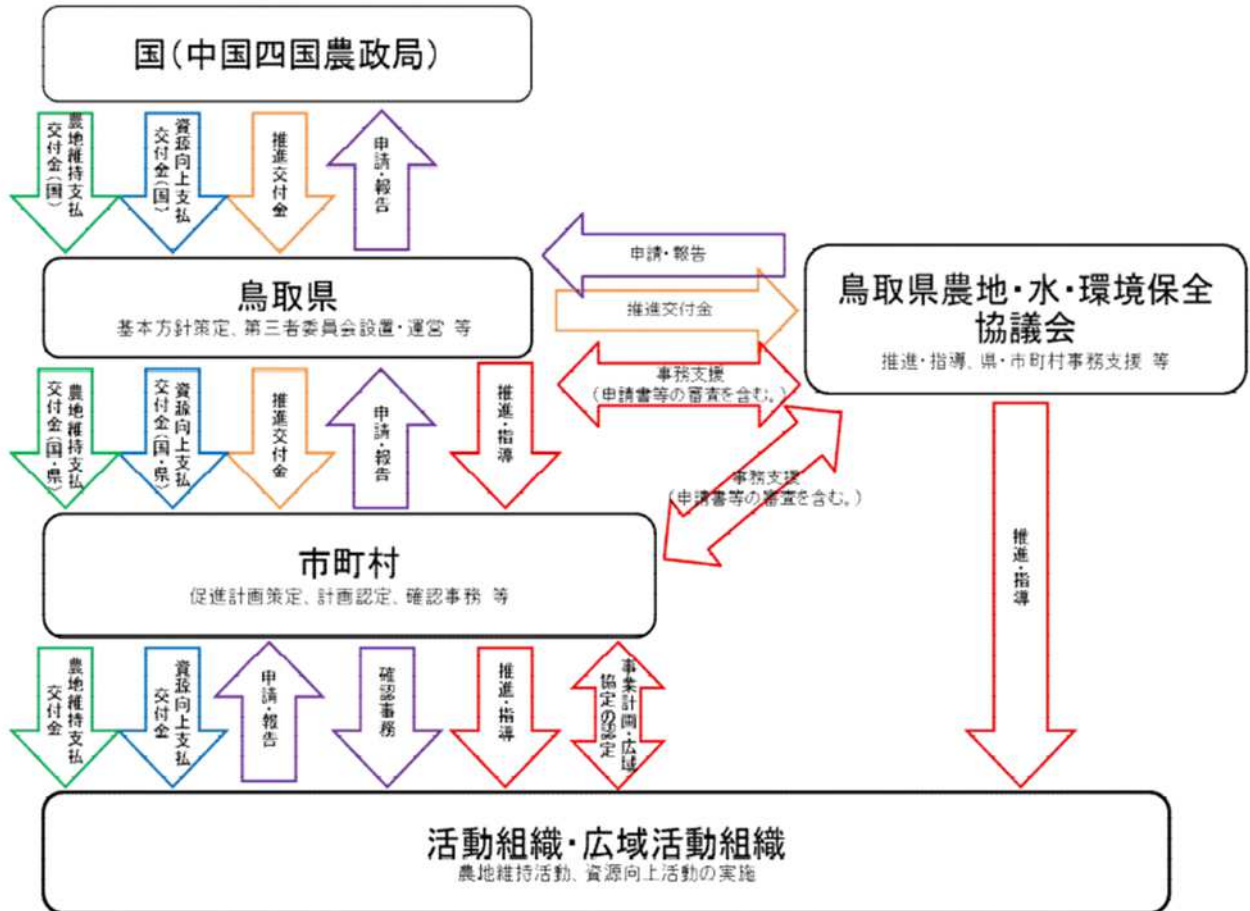 国(中国四国農政局)
農地維持支払
交付金(国)
資源向上支払
交付金(国)
推進交付金
申請・報告
鳥取県
基本方針策定、第三者委員会設置・運営 等
申請・報告
推進交付金
事務支援
(申請書等の審査を含む。)
鳥取県農地・水・環境保全
協議会
推進・指導、県・市町村事務支援 等
農地維持支払
交付金(国・県)
資源向上支払
交付金(国・県)
推進交付金
申請・報告
推進・指導
事務支援
(申請書等の審査を含む。)
市町村
促進計画策定、計画認定、確認事務 等
推進・指導
農地維持支払
交付金
資源向上支払
交付金
申請・報告
確認事務
推進・指導
事業計画・広域
協定の認定
活動組織・広域活動組織
農地維持活動、資源向上活動の実施